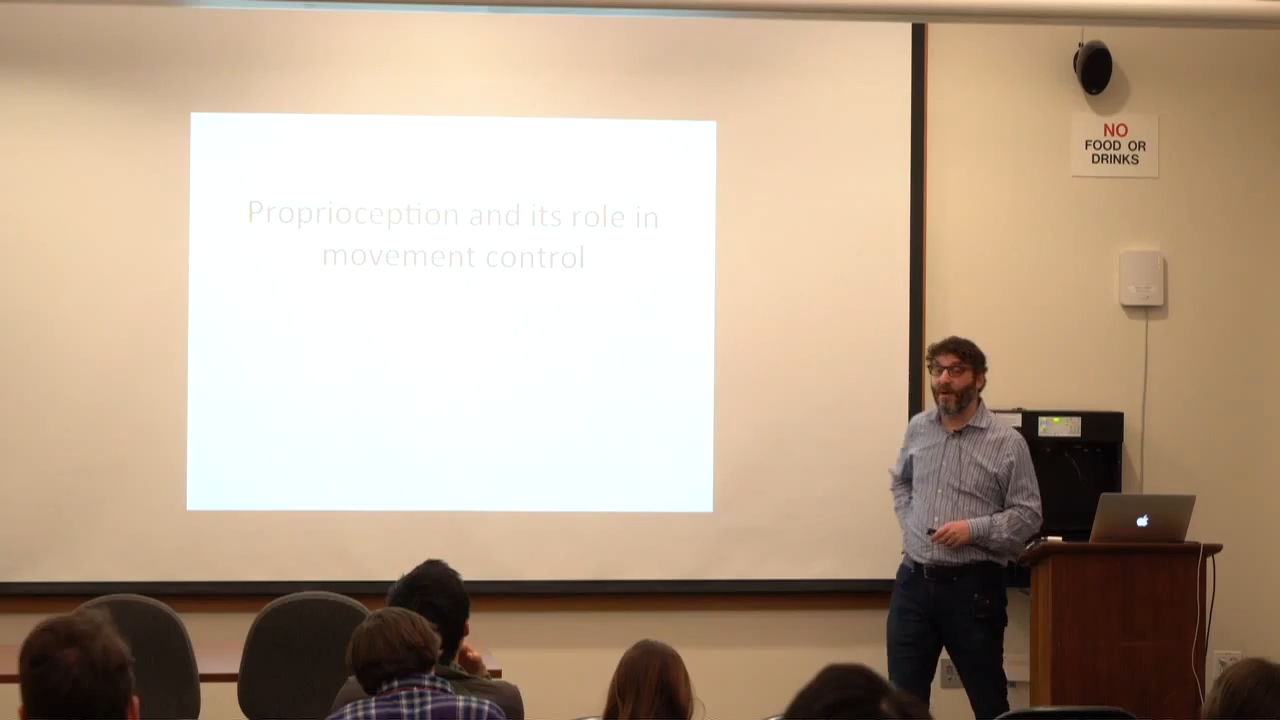 Proprioception and its role in
movement control
NO
FOOD OR
DRINKS